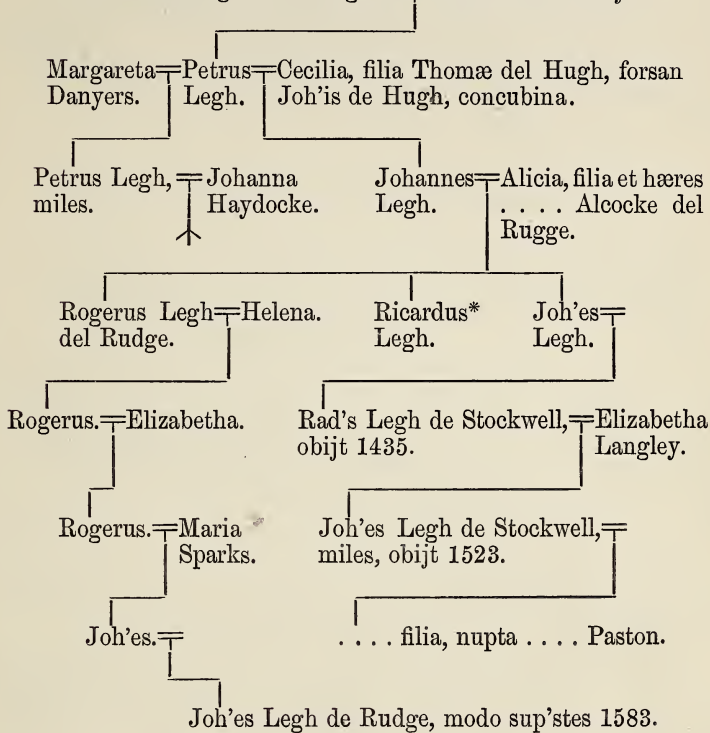 Margareta Petrus Cecilia, filia Thomæ del Hugh, forsan
Danyers. Legh. Joh'is de Hugh, concubina.
Petrus Legh, Johanna Johannes Alicia, filia et hæres
miles. Haydocke. Legh. . . . . Alcocke del
Rugge.
Rogerus Legh Helena. Ricardus* Joh'es
del Rudge. Legh. Legh.
Rogerus. Elizabetha. Rad's Legh de Stockwell, Elizabetha
obijt 1435. Langley.
Rogerus. Maria Joh'es Legh de Stockwell,
Sparks. miles, obijt 1523.
Joh'es. . . . . filia, nupta . . . . Paston.
Joh'es Legh de Rudge, modo sup'stes 1583.